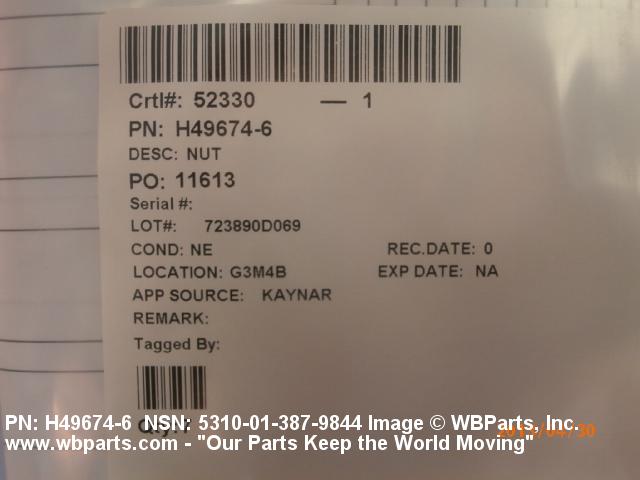 Crtl#: 52330 — 1
PN: H49674-6
DESC: NUT
PO: 11613
Serial #:
LOT#: 723890D069
COND: NE REC.DATE: 0
LOCATION: G3M4B EXP DATE: NA
APP SOURCE: KAYNAR
REMARK:
Tagged By:
PN: H49674-6 NSN: 5310-01-387-9844 Image © WBParts, Inc.
www.wbparts.com - "Our Parts Keep the World Moving"